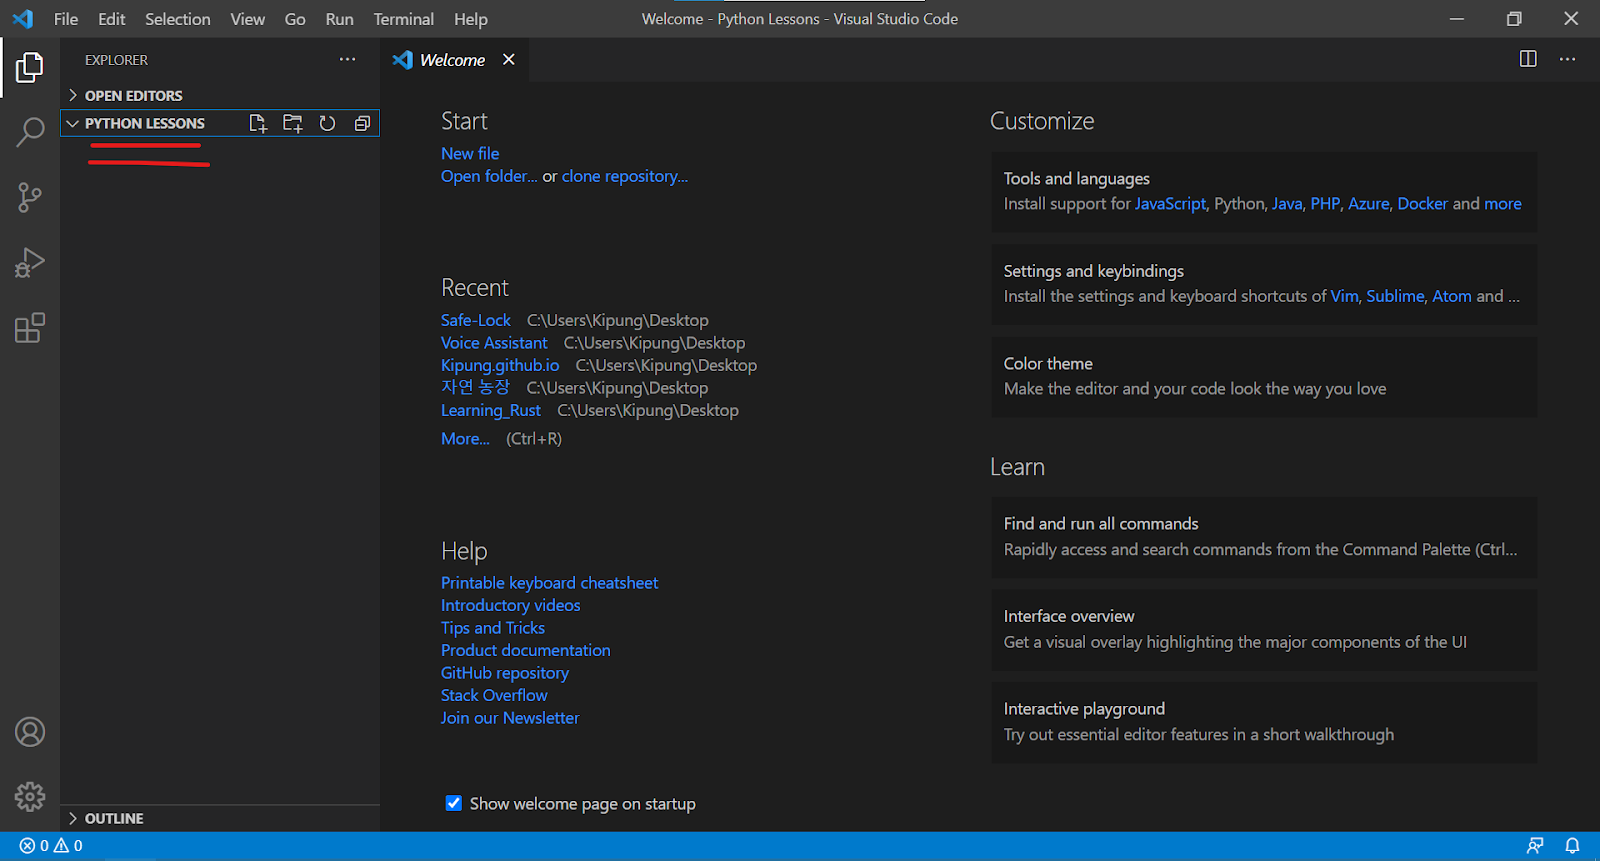 File Edit Selection View Go Run Terminal Help
Welcome - Python Lessons - Visual Studio Code
EXPLORER
OPEN EDITORS
PYTHON LESSONS
OUTLINE
Welcome
Start
New file
Open folder... or clone repository...
Recent
Safe-Lock C:\Users\Kipung\Desktop
Voice Assistant C:\Users\Kipung\Desktop
Kipung.github.io C:\Users\Kipung\Desktop
자연 농장 C:\Users\Kipung\Desktop
Learning_Rust C:\Users\Kipung\Desktop
More... (Ctrl+R)
Help
Printable keyboard cheatsheet
Introductory videos
Tips and Tricks
Product documentation
GitHub repository
Stack Overflow
Join our Newsletter
Show welcome page on startup
Customize
Tools and languages
Install support for JavaScript, Python, Java, PHP, Azure, Docker and more
Settings and keybindings
Install the settings and keyboard shortcuts of Vim, Sublime, Atom and ...
Color theme
Make the editor and your code look the way you love
Learn
Find and run all commands
Rapidly access and search commands from the Command Palette (Ctrl...
Interface overview
Get a visual overlay highlighting the major components of the UI
Interactive playground
Try out essential editor features in a short walkthrough
0 0